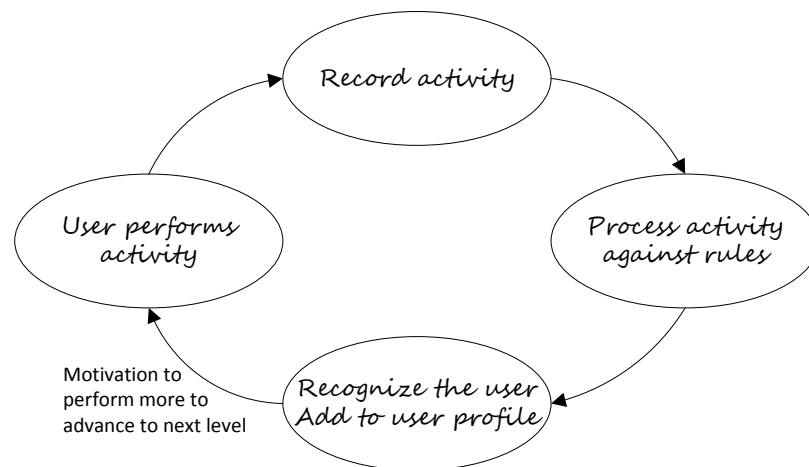 Record activity
User performs
activity
Process activity
against rules
Recognize the user
Add to user profile
Motivation to
perform more to
advance to next level